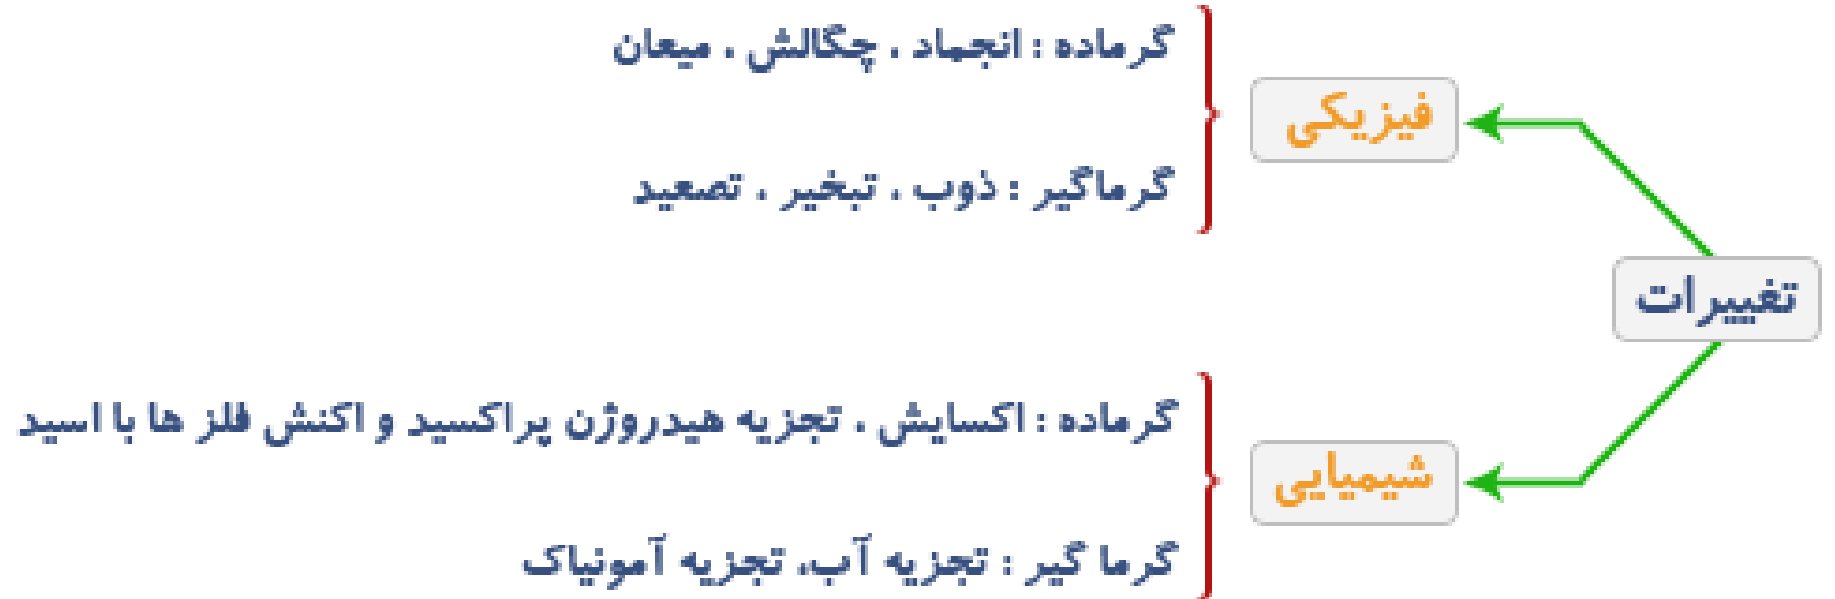 تغییرات
فیزیکی
گرماده : انجماد ، چگالش ، میعان
گرماگیر : ذوب ، تبخیر ، تصعید
شیمیایی
گرماده : اکسایش ، تجزیه هیدروژن پراکسید و اکنش فلز ها با اسید
گرما گیر : تجزیه آب، تجزیه آمونیاک